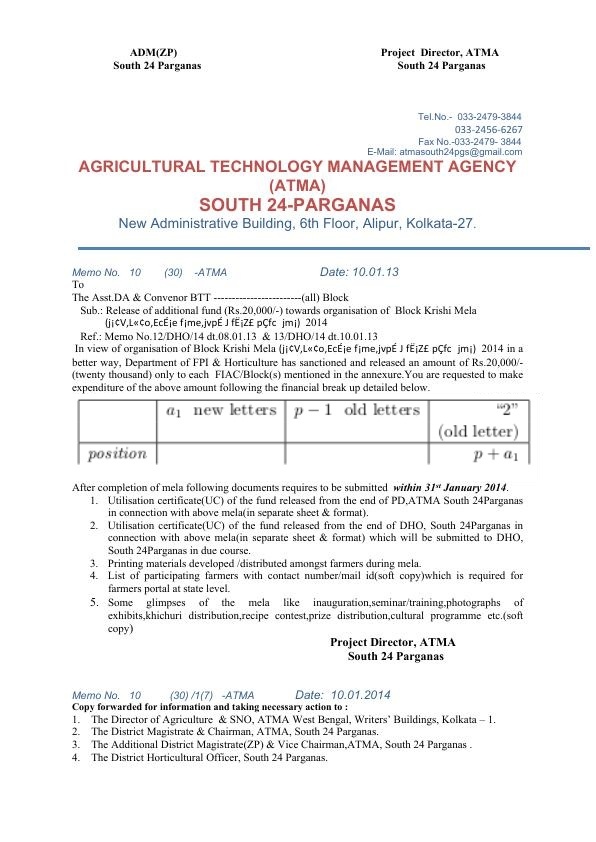 ADM(ZP) Project Director, ATMA
South 24 Parganas South 24 Parganas
Tel.No.- 033-2479-3844
033-2456-6267
Fax No.-033-2479- 3844
E-Mail: atmasouth24pgs@gmail.com
AGRICULTURAL TECHNOLOGY MANAGEMENT AGENCY
(ATMA)
SOUTH 24-PARGANAS
New Administrative Building, 6th Floor, Alipur, Kolkata-27.
Memo No. 10 (30) -ATMA Date: 10.01.13
To
The Asst.DA & Convenor BTT ------------------------(all) Block
Sub.: Release of additional fund (Rs.20,000/-) towards organisation of Block Krishi Mela
(j¡¢V,L«¢o,EcÉ¡e f¡me,jvpÉ J fË¡Z£ pÇfc jm¡) 2014
Ref.: Memo No.12/DHO/14 dt.08.01.13 & 13/DHO/14 dt.10.01.13
In view of organisation of Block Krishi Mela (j¡¢V,L«¢o,EcÉ¡e f¡me,jvpÉ J fË¡Z£ pÇfc jm¡) 2014 in a
better way, Department of FPI & Horticulture has sanctioned and released an amount of Rs.20,000/-
(twenty thousand) only to each FIAC/Block(s) mentioned in the annexure.You are requested to make
expenditure of the above amount following the financial break up detailed below.
a₁ new letters p − 1 old letters “2”
(old letter)
position p + a₁
After completion of mela following documents requires to be submitted within 31st January 2014.
1. Utilisation certificate(UC) of the fund released from the end of PD,ATMA South 24Parganas
in connection with above mela(in separate sheet & format).
2. Utilisation certificate(UC) of the fund released from the end of DHO, South 24Parganas in
connection with above mela(in separate sheet & format) which will be submitted to DHO,
South 24Parganas in due course.
3. Printing materials developed /distributed amongst farmers during mela.
4. List of participating farmers with contact number/mail id(soft copy)which is required for
farmers portal at state level.
5. Some glimpses of the mela like inauguration,seminar/training,photographs of
exhibits,khichuri distribution,recipe contest,prize distribution,cultural programme etc.(soft
copy)
Project Director, ATMA
South 24 Parganas
Memo No. 10 (30) /1(7) -ATMA Date: 10.01.2014
Copy forwarded for information and taking necessary action to :
1. The Director of Agriculture & SNO, ATMA West Bengal, Writers’ Buildings, Kolkata – 1.
2. The District Magistrate & Chairman, ATMA, South 24 Parganas.
3. The Additional District Magistrate(ZP) & Vice Chairman,ATMA, South 24 Parganas .
4. The District Horticultural Officer, South 24 Parganas.